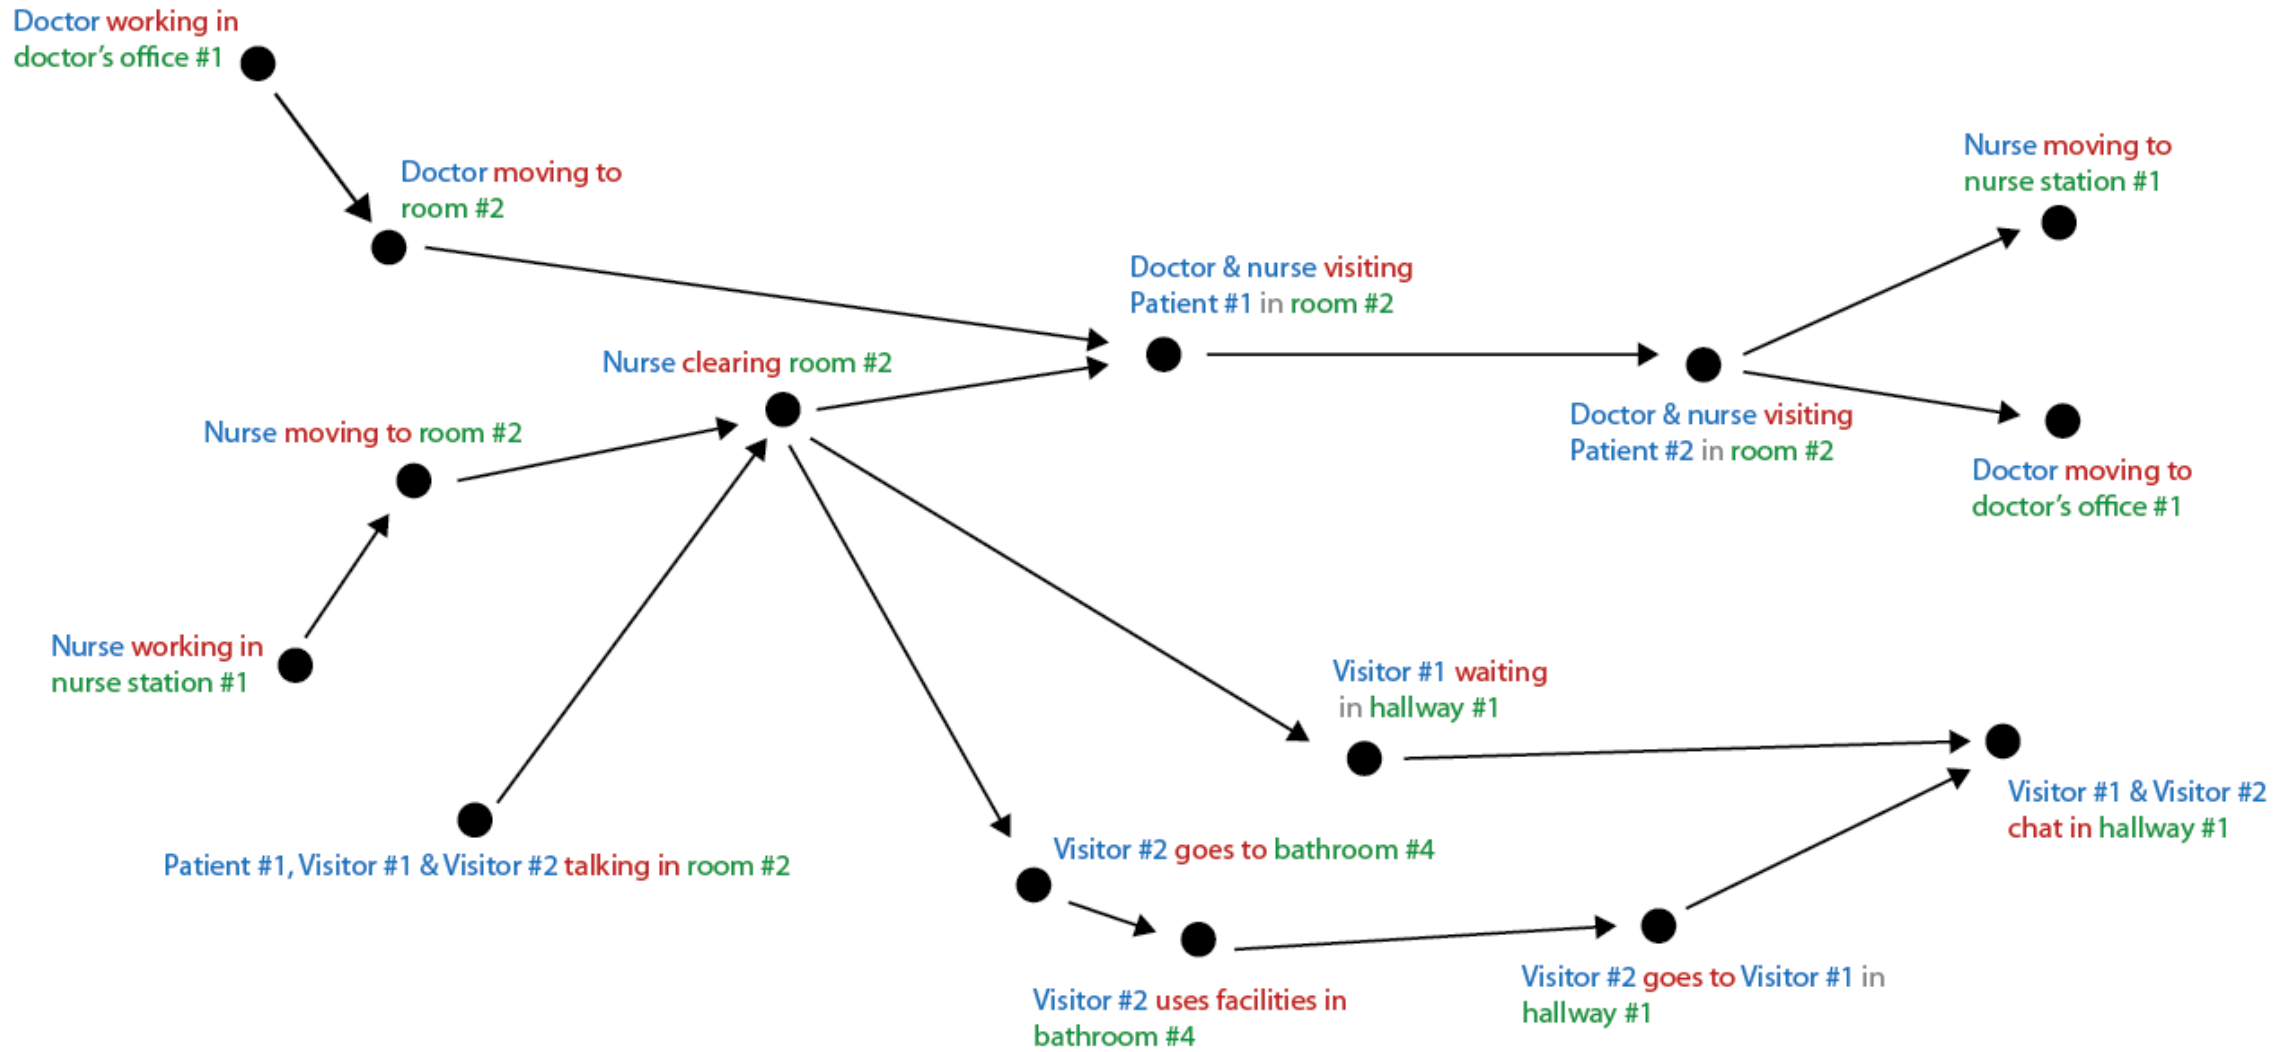 Doctor working in
doctor's office #1
Doctor moving to
room #2
Nurse moving to
nurse station #1
Doctor & nurse visiting
Patient #1 in room #2
Nurse clearing room #2
Nurse moving to room #2
Doctor & nurse visiting
Patient #2 in room #2
Doctor moving to
doctor's office #1
Nurse working in
nurse station #1
Visitor #1 waiting
in hallway #1
Visitor #1 & Visitor #2
chat in hallway #1
Patient #1, Visitor #1 & Visitor #2 talking in room #2
Visitor #2 goes to bathroom #4
Visitor #2 uses facilities in
bathroom #4
Visitor #2 goes to Visitor #1 in
hallway #1